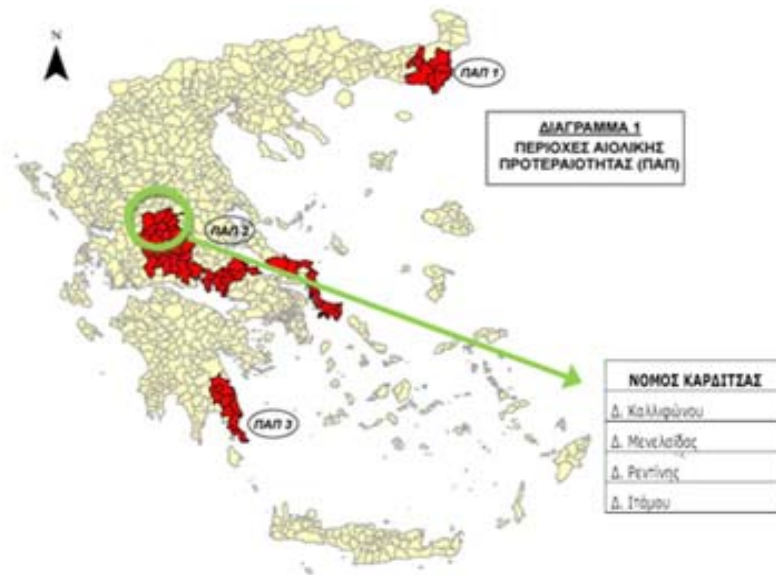 N
ΠΑΠ 1
ΔΙΑΓΡΑΜΜΑ 1
ΠΕΡΙΟΧΕΣ ΑΙΟΛΙΚΗΣ
ΠΡΟΤΕΡΑΙΟΤΗΤΑΣ (ΠΑΠ)
ΠΑΠ 2
ΝΟΜΟΣ ΚΑΡΔΙΤΣΑΣ
Δ. Καλλιφώνου
Δ. Μενελαΐδας
Δ. Ρεντίνης
Δ. Ιτάμου
ΠΑΠ 3